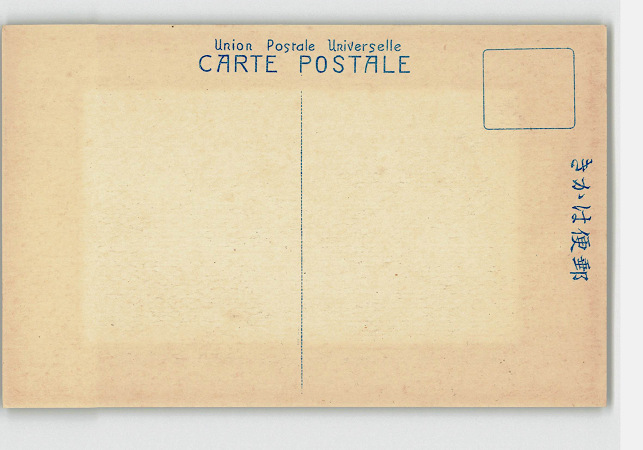 Union Postale Universelle
CARTE POSTALE
きかは便郵